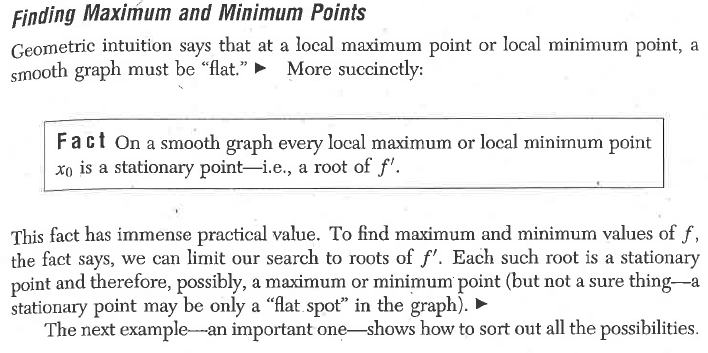 Finding Maximum and Minimum Points
Geometric intuition says that at a local maximum point or local minimum point, a
smooth graph must be “flat.” ► More succinctly:
Fact On a smooth graph every local maximum or local minimum point
x₀ is a stationary point—i.e., a root of f′.
This fact has immense practical value. To find maximum and minimum values of f,
the fact says, we can limit our search to roots of f′. Each such root is a stationary
point and therefore, possibly, a maximum or minimum point (but not a sure thing—a
stationary point may be only a “flat spot” in the graph). ►
The next example—an important one—shows how to sort out all the possibilities.